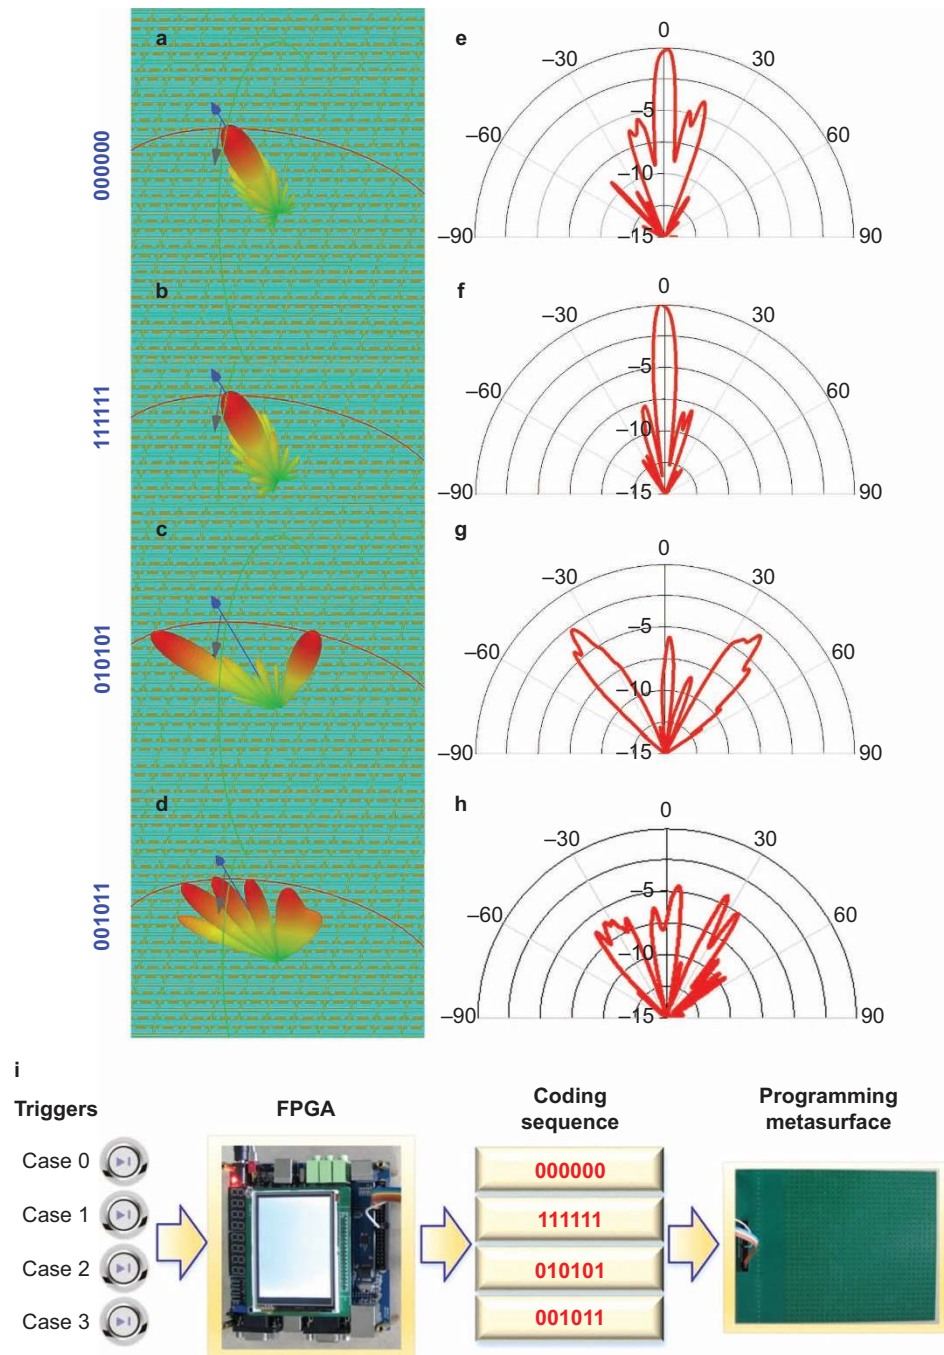 a
000000
b
111111
c
010101
d
001011
e
0
–30
30
–60
60
–5
–10
–90
–15
90
f
0
–30
30
–60
60
–5
–10
–90
–15
90
g
0
–30
30
–60
60
–5
–10
–90
–15
90
h
0
–30
30
–60
60
–5
–10
–90
–15
90
i
Triggers
FPGA
Coding
sequence
Programming
metasurface
Case 0
Case 1
Case 2
Case 3
000000
111111
010101
001011